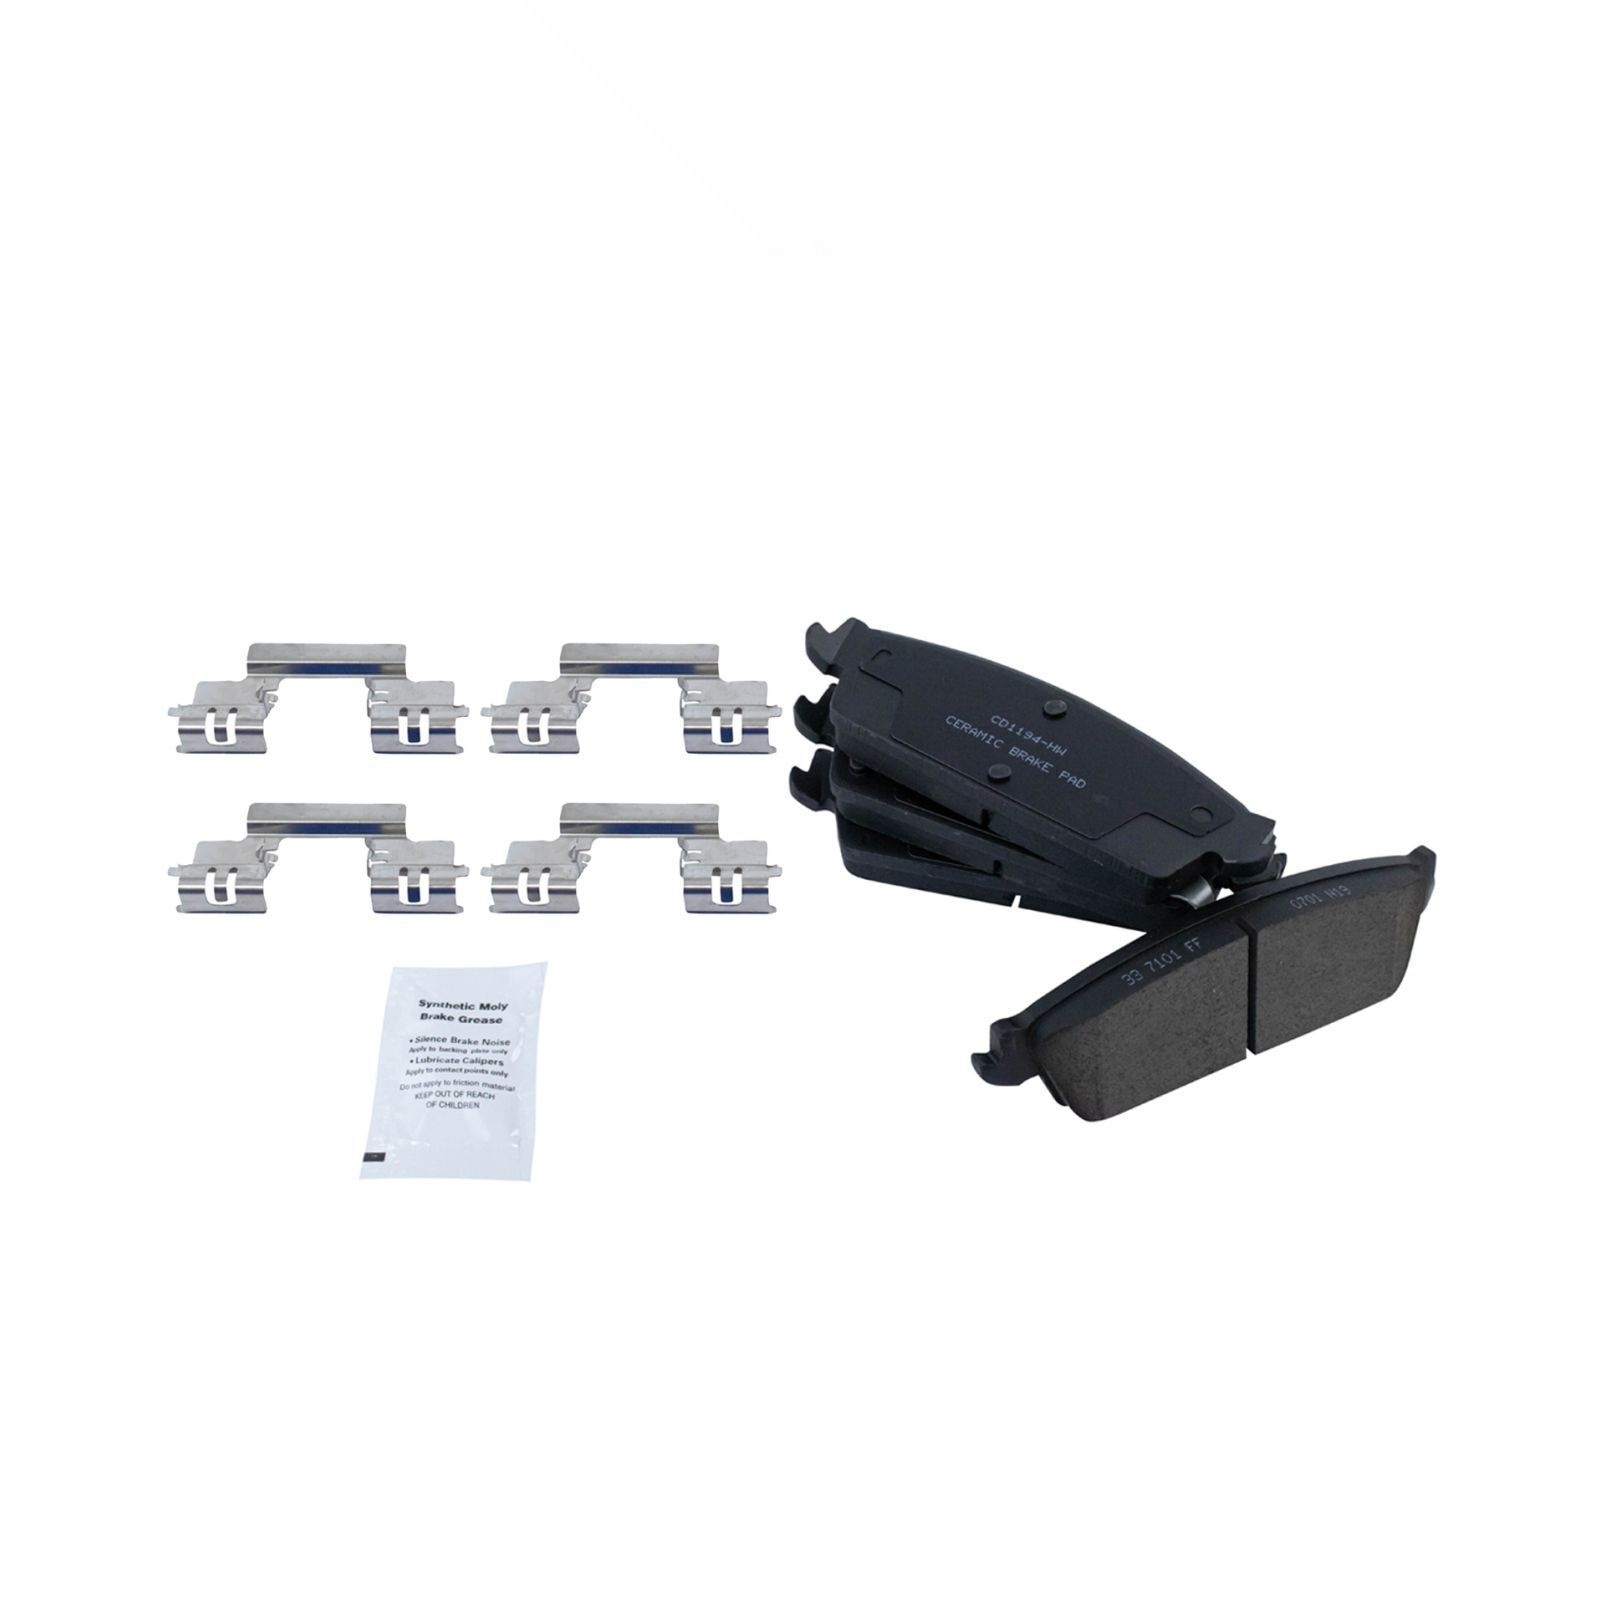 CD1194-HW
CERAMIC BRAKE PAD
33 7101 FF
0701 N19
Synthetic Moly
Brake Grease
• Silence Brake Noise
Apply to backing plate only
• Lubricate Calipers
Apply to contact points only
Do not apply to friction material
KEEP OUT OF REACH
OF CHILDREN